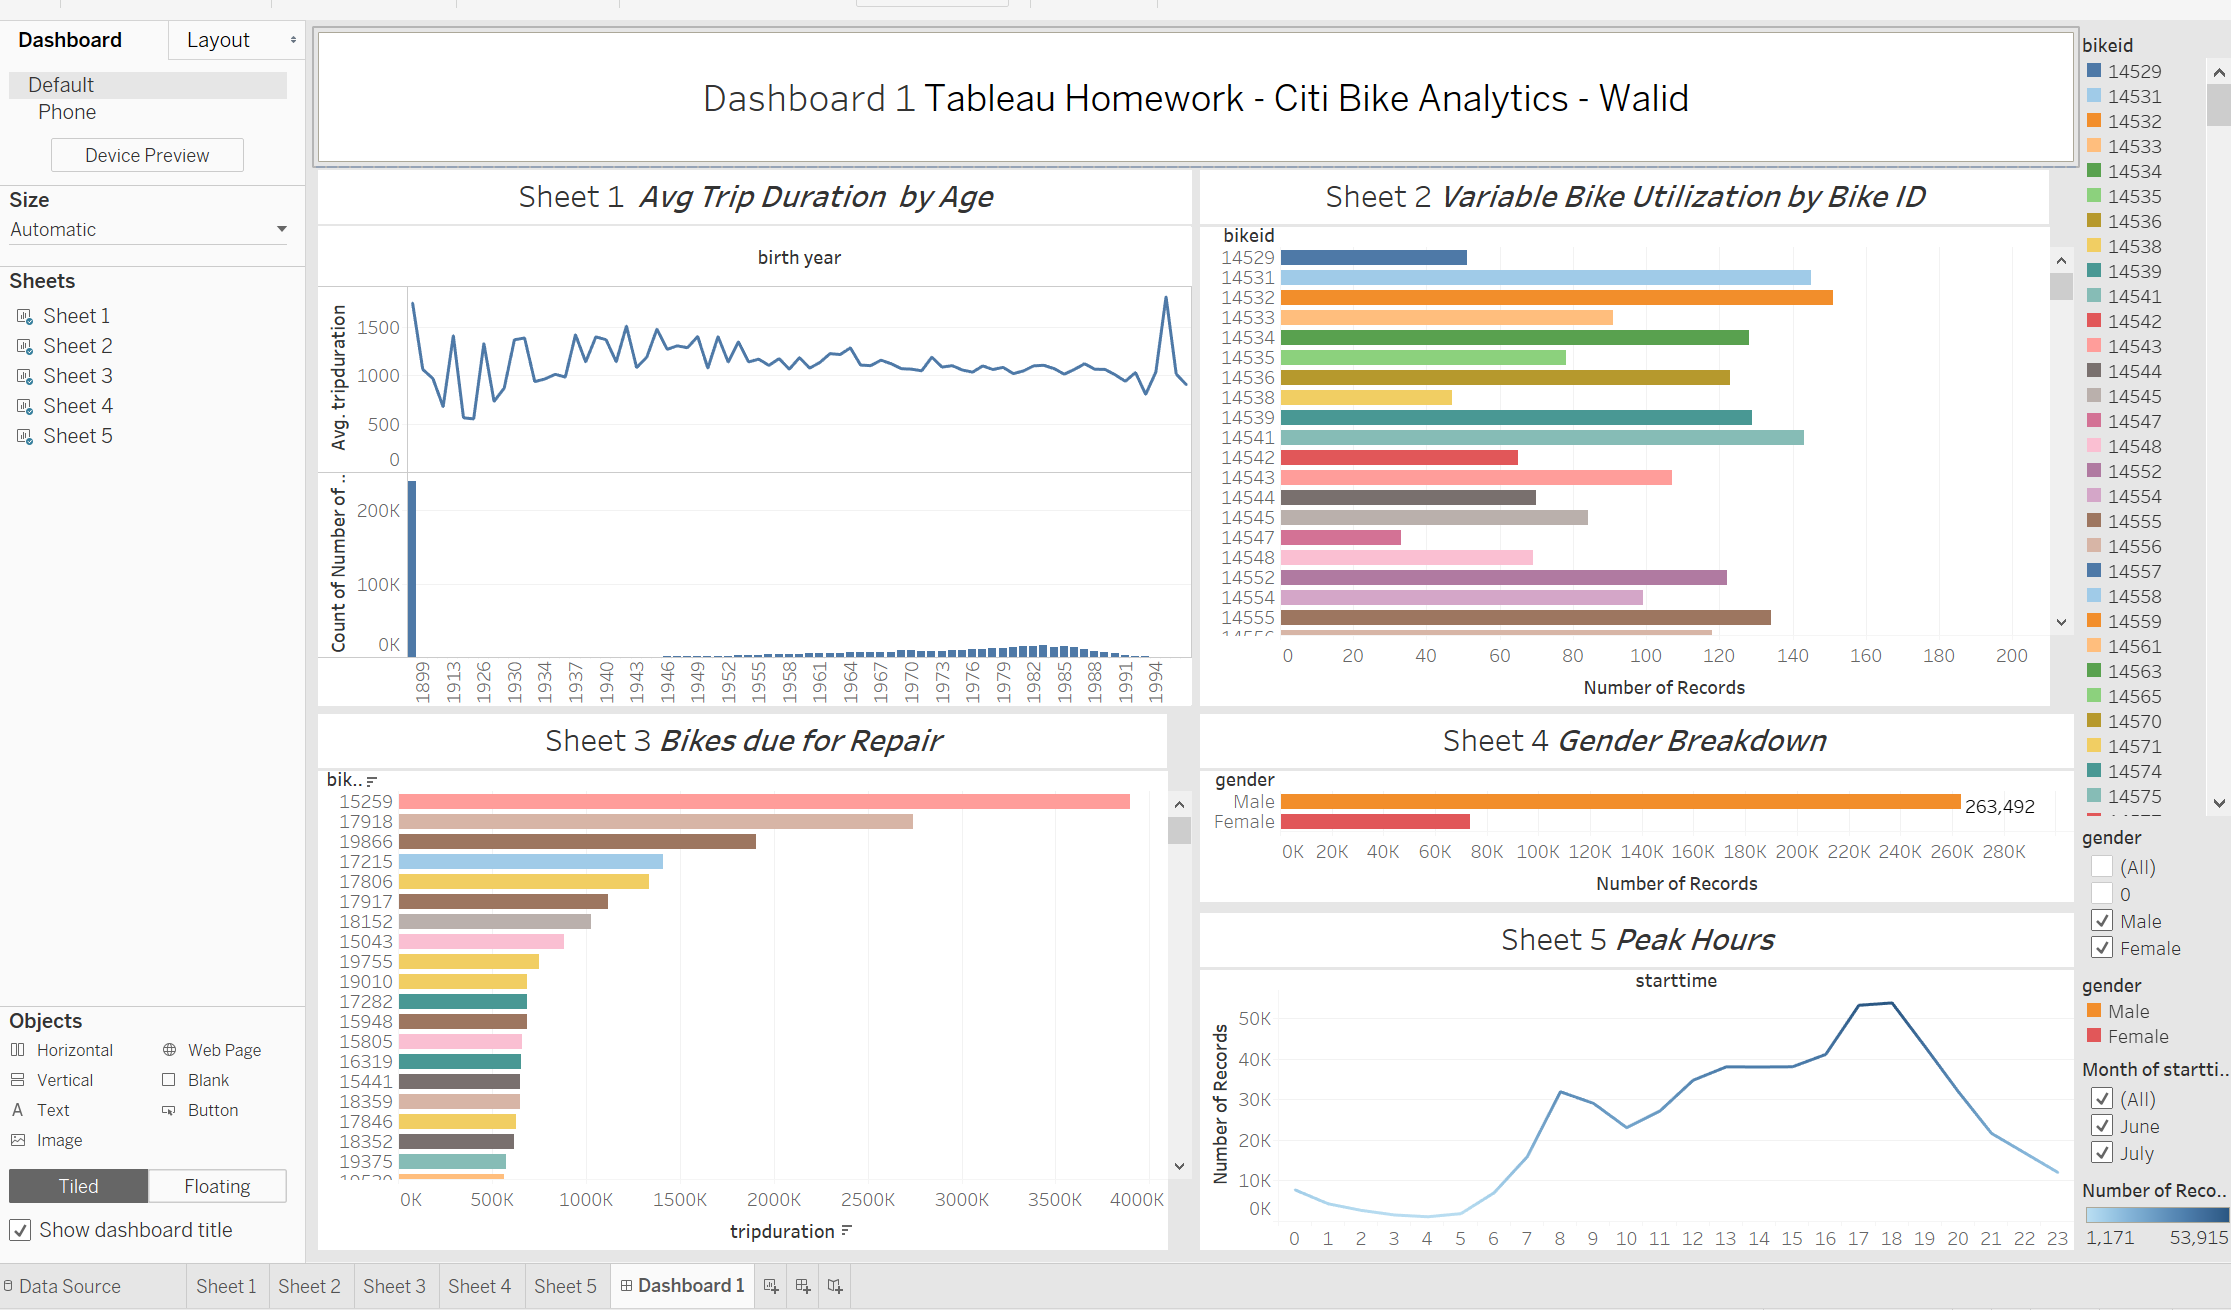 Dashboard
Layout
Default
Phone
Device Preview
Size
Automatic
Sheets
Sheet 1
Sheet 2
Sheet 3
Sheet 4
Sheet 5
Objects
Horizontal
Web Page
Vertical
Blank
A Text
Button
Image
Tiled
Floating
Show dashboard title
Dashboard 1 Tableau Homework - Citi Bike Analytics - Walid
Sheet 1 Avg Trip Duration by Age
birth year
Avg. tripduration
1500
1000
500
0
Count of Number of ..
200K
100K
0K
1899 1913 1926 1930 1934 1937 1940 1943 1946 1949 1952 1955 1958 1961 1964 1967 1970 1973 1976 1979 1982 1985 1988 1991 1994
Sheet 2 Variable Bike Utilization by Bike ID
bikeid
14529
14531
14532
14533
14534
14535
14536
14538
14539
14541
14542
14543
14544
14545
14547
14548
14552
14554
14555
14556
0 20 40 60 80 100 120 140 160 180 200
Number of Records
Sheet 3 Bikes due for Repair
bik..
15259
17918
19866
17215
17806
17917
18152
15043
19755
19010
17282
15948
15805
16319
15441
18359
17846
18352
19375
0K 500K 1000K 1500K 2000K 2500K 3000K 3500K 4000K
tripduration
Sheet 4 Gender Breakdown
gender
Male
263,492
Female
0K 20K 40K 60K 80K 100K 120K 140K 160K 180K 200K 220K 240K 260K 280K
Number of Records
Sheet 5 Peak Hours
starttime
Number of Records
50K
40K
30K
20K
10K
0K
0 1 2 3 4 5 6 7 8 9 10 11 12 13 14 15 16 17 18 19 20 21 22 23
bikeid
14529
14531
14532
14533
14534
14535
14536
14538
14539
14541
14542
14543
14544
14545
14547
14548
14552
14554
14555
14556
14557
14558
14559
14561
14563
14565
14570
14571
14574
14575
gender
(All)
0
Male
Female
gender
Male
Female
Month of startti..
(All)
June
July
Number of Reco..
1,171 53,915
Data Source
Sheet 1
Sheet 2
Sheet 3
Sheet 4
Sheet 5
Dashboard 1